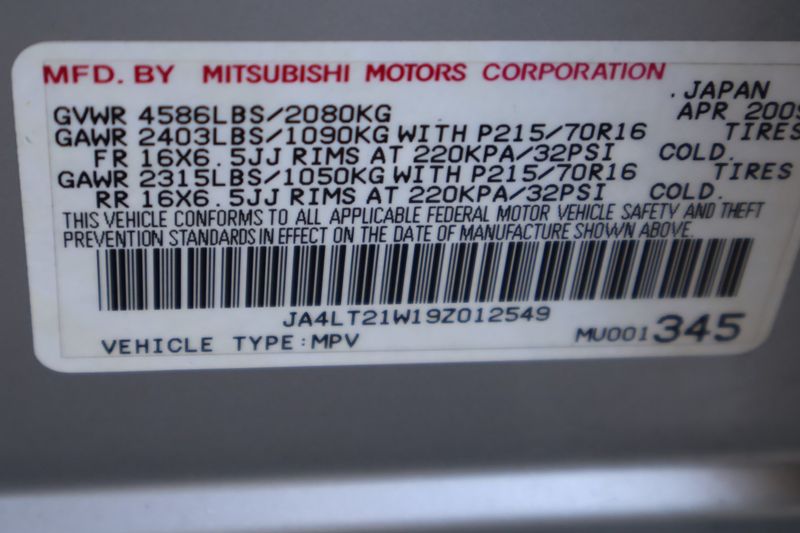 MFD. BY MITSUBISHI MOTORS CORPORATION
. JAPAN
GVWR 4586LBS/2080KG APR 2009
GAWR 2403LBS/1090KG WITH P215/70R16 TIRES
FR 16X6.5JJ RIMS AT 220KPA/32PSI COLD.
GAWR 2315LBS/1050KG WITH P215/70R16 TIRES
RR 16X6.5JJ RIMS AT 220KPA/32PSI COLD.
THIS VEHICLE CONFORMS TO ALL APPLICABLE FEDERAL MOTOR VEHICLE SAFETY AND THEFT
PREVENTION STANDARDS IN EFFECT ON THE DATE OF MANUFACTURE SHOWN ABOVE.
JA4LT21W19Z012549
VEHICLE TYPE:MPV MU001345